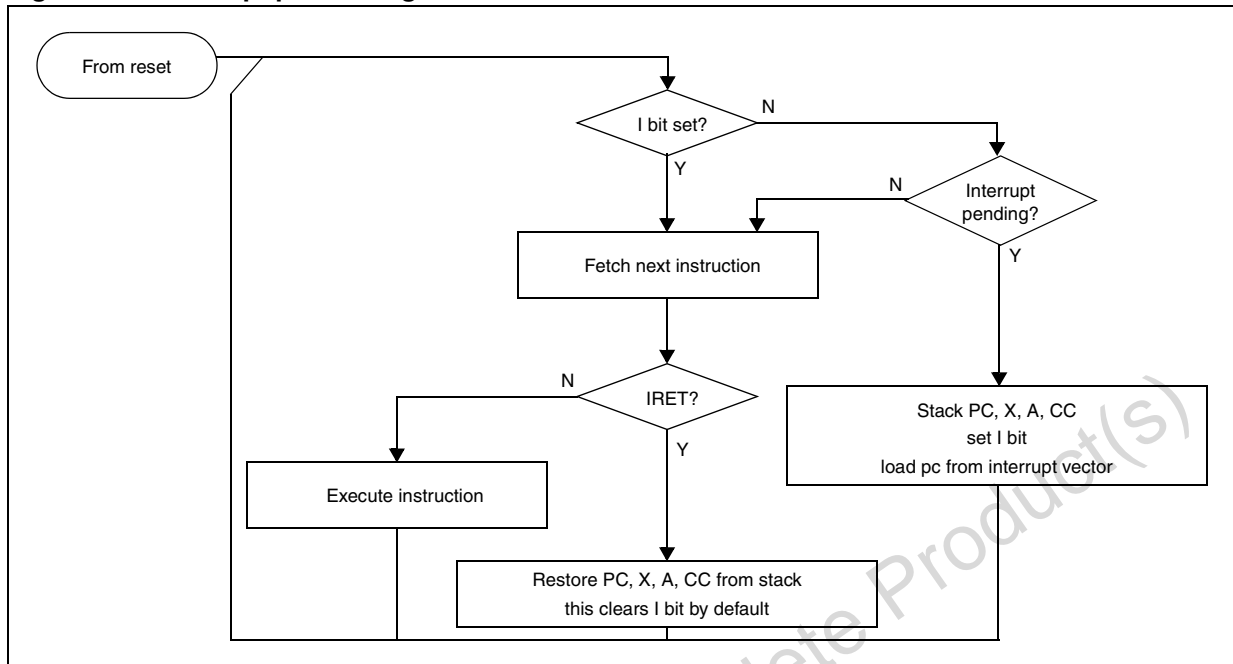 From reset
I bit set?
N
Y
Interrupt
pending?
N
Y
Fetch next instruction
IRET?
N
Y
Stack PC, X, A, CC
set I bit
load pc from interrupt vector
Execute instruction
Restore PC, X, A, CC from stack
this clears I bit by default
Product(s)